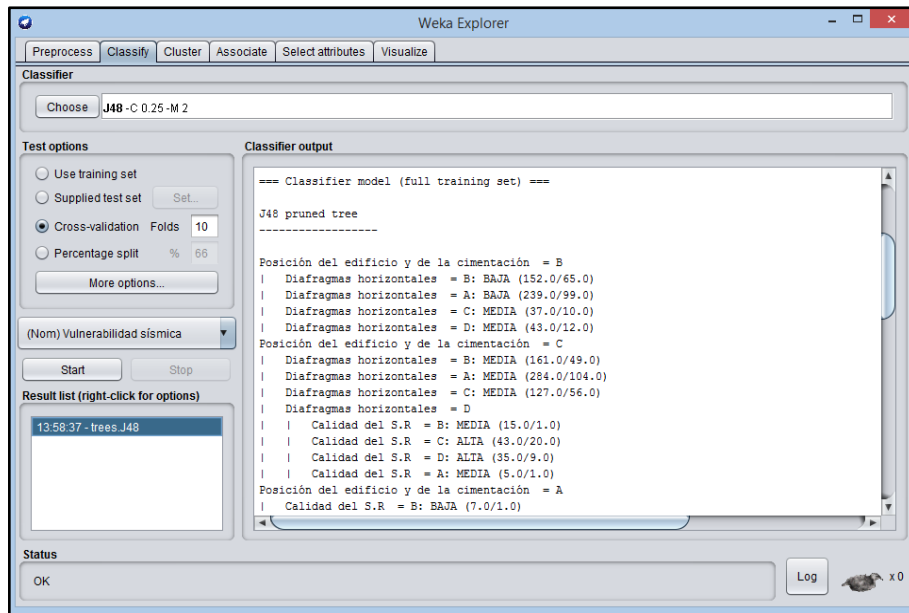 Weka Explorer
Preprocess Classify Cluster Associate Select attributes Visualize
Classifier
Choose J48 -C 0.25 -M 2
Test options
Use training set
Supplied test set Set...
Cross-validation Folds 10
Percentage split % 66
More options...
(Nom) Vulnerabilidad sísmica
Start Stop
Result list (right-click for options)
13:58:37 - trees.J48
Classifier output
=== Classifier model (full training set) ===
J48 pruned tree
------------------
Posición del edificio y de la cimentación = B
| Diafragmas horizontales = B: BAJA (152.0/65.0)
| Diafragmas horizontales = A: BAJA (239.0/99.0)
| Diafragmas horizontales = C: MEDIA (37.0/10.0)
| Diafragmas horizontales = D: MEDIA (43.0/12.0)
Posición del edificio y de la cimentación = C
| Diafragmas horizontales = B: MEDIA (161.0/49.0)
| Diafragmas horizontales = A: MEDIA (284.0/104.0)
| Diafragmas horizontales = C: MEDIA (127.0/56.0)
| Diafragmas horizontales = D
| | Calidad del S.R = B: MEDIA (15.0/1.0)
| | Calidad del S.R = C: ALTA (43.0/20.0)
| | Calidad del S.R = D: ALTA (35.0/9.0)
| | Calidad del S.R = A: MEDIA (5.0/1.0)
Posición del edificio y de la cimentación = A
| Calidad del S.R = B: BAJA (7.0/1.0)
Status
OK
Log
x 0